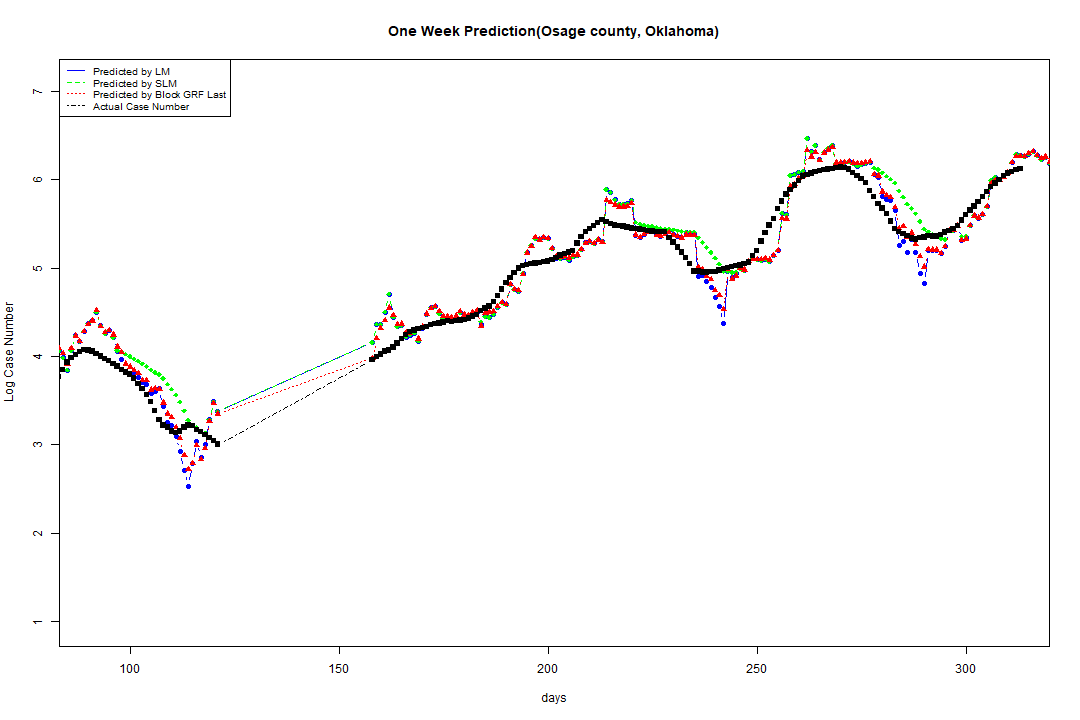 One Week Prediction(Osage county, Oklahoma)
Predicted by LM
Predicted by SLM
Predicted by Block GRF Last
Actual Case Number
7
6
5
4
3
2
1
Log Case Number
100 150 200 250 300
days